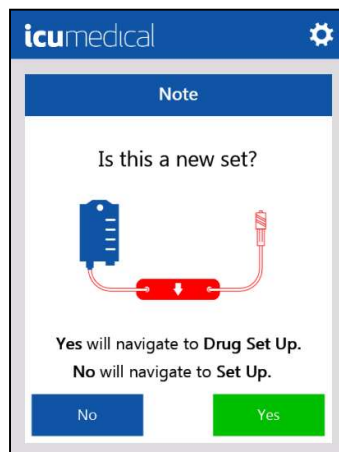 icumedical
Note
Is this a new set?
Yes will navigate to Drug Set Up.
No will navigate to Set Up.
No
Yes